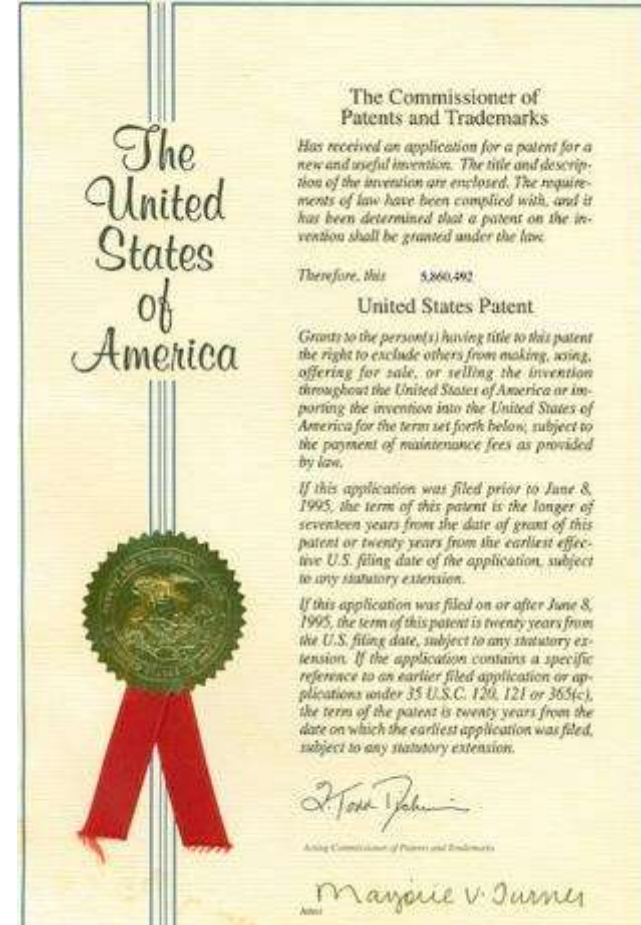 The
United
States
of
America
The Commissioner of
Patents and Trademarks
Has received an application for a patent for a
new and useful invention. The title and descrip-
tion of the invention are enclosed. The require-
ments of law have been complied with, and it
has been determined that a patent on the in-
vention shall be granted under the law.
Therefore, this 5,860,492
United States Patent
Grants to the person(s) having title to this patent
the right to exclude others from making, using,
offering for sale, or selling the invention
throughout the United States of America or im-
porting the invention into the United States of
America for the term set forth below, subject to
the payment of maintenance fees as provided
by law.
If this application was filed prior to June 8,
1995, the term of this patent is the longer of
seventeen years from the date of grant of this
patent or twenty years from the earliest effec-
tive U.S. filing date of the application, subject
to any statutory extension.
If this application was filed on or after June 8,
1995, the term of this patent is twenty years from
the U.S. filing date, subject to any statutory ex-
tension. If the application contains a specific
reference to an earlier filed application or ap-
plications under 35 U.S.C. 120, 121 or 365(c),
the term of the patent is twenty years from the
date on which the earliest application was filed,
subject to any statutory extension.
Acting Commissioner of Patents and Trademarks
Marjorie V. Turner
Attest